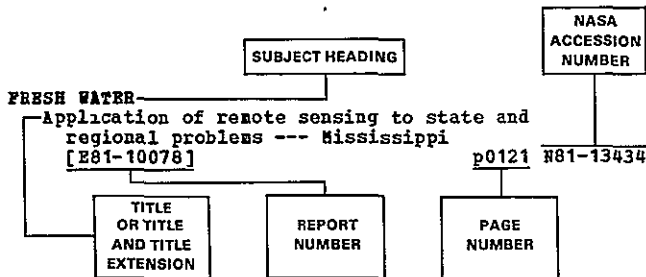 NASA
ACCESSION
NUMBER
SUBJECT HEADING
FRESH WATER
Application of remote sensing to state and
regional problems --- Mississippi
[E81-10078] p0121 N81-13434
TITLE
OR TITLE
AND TITLE
EXTENSION
REPORT
NUMBER
PAGE
NUMBER